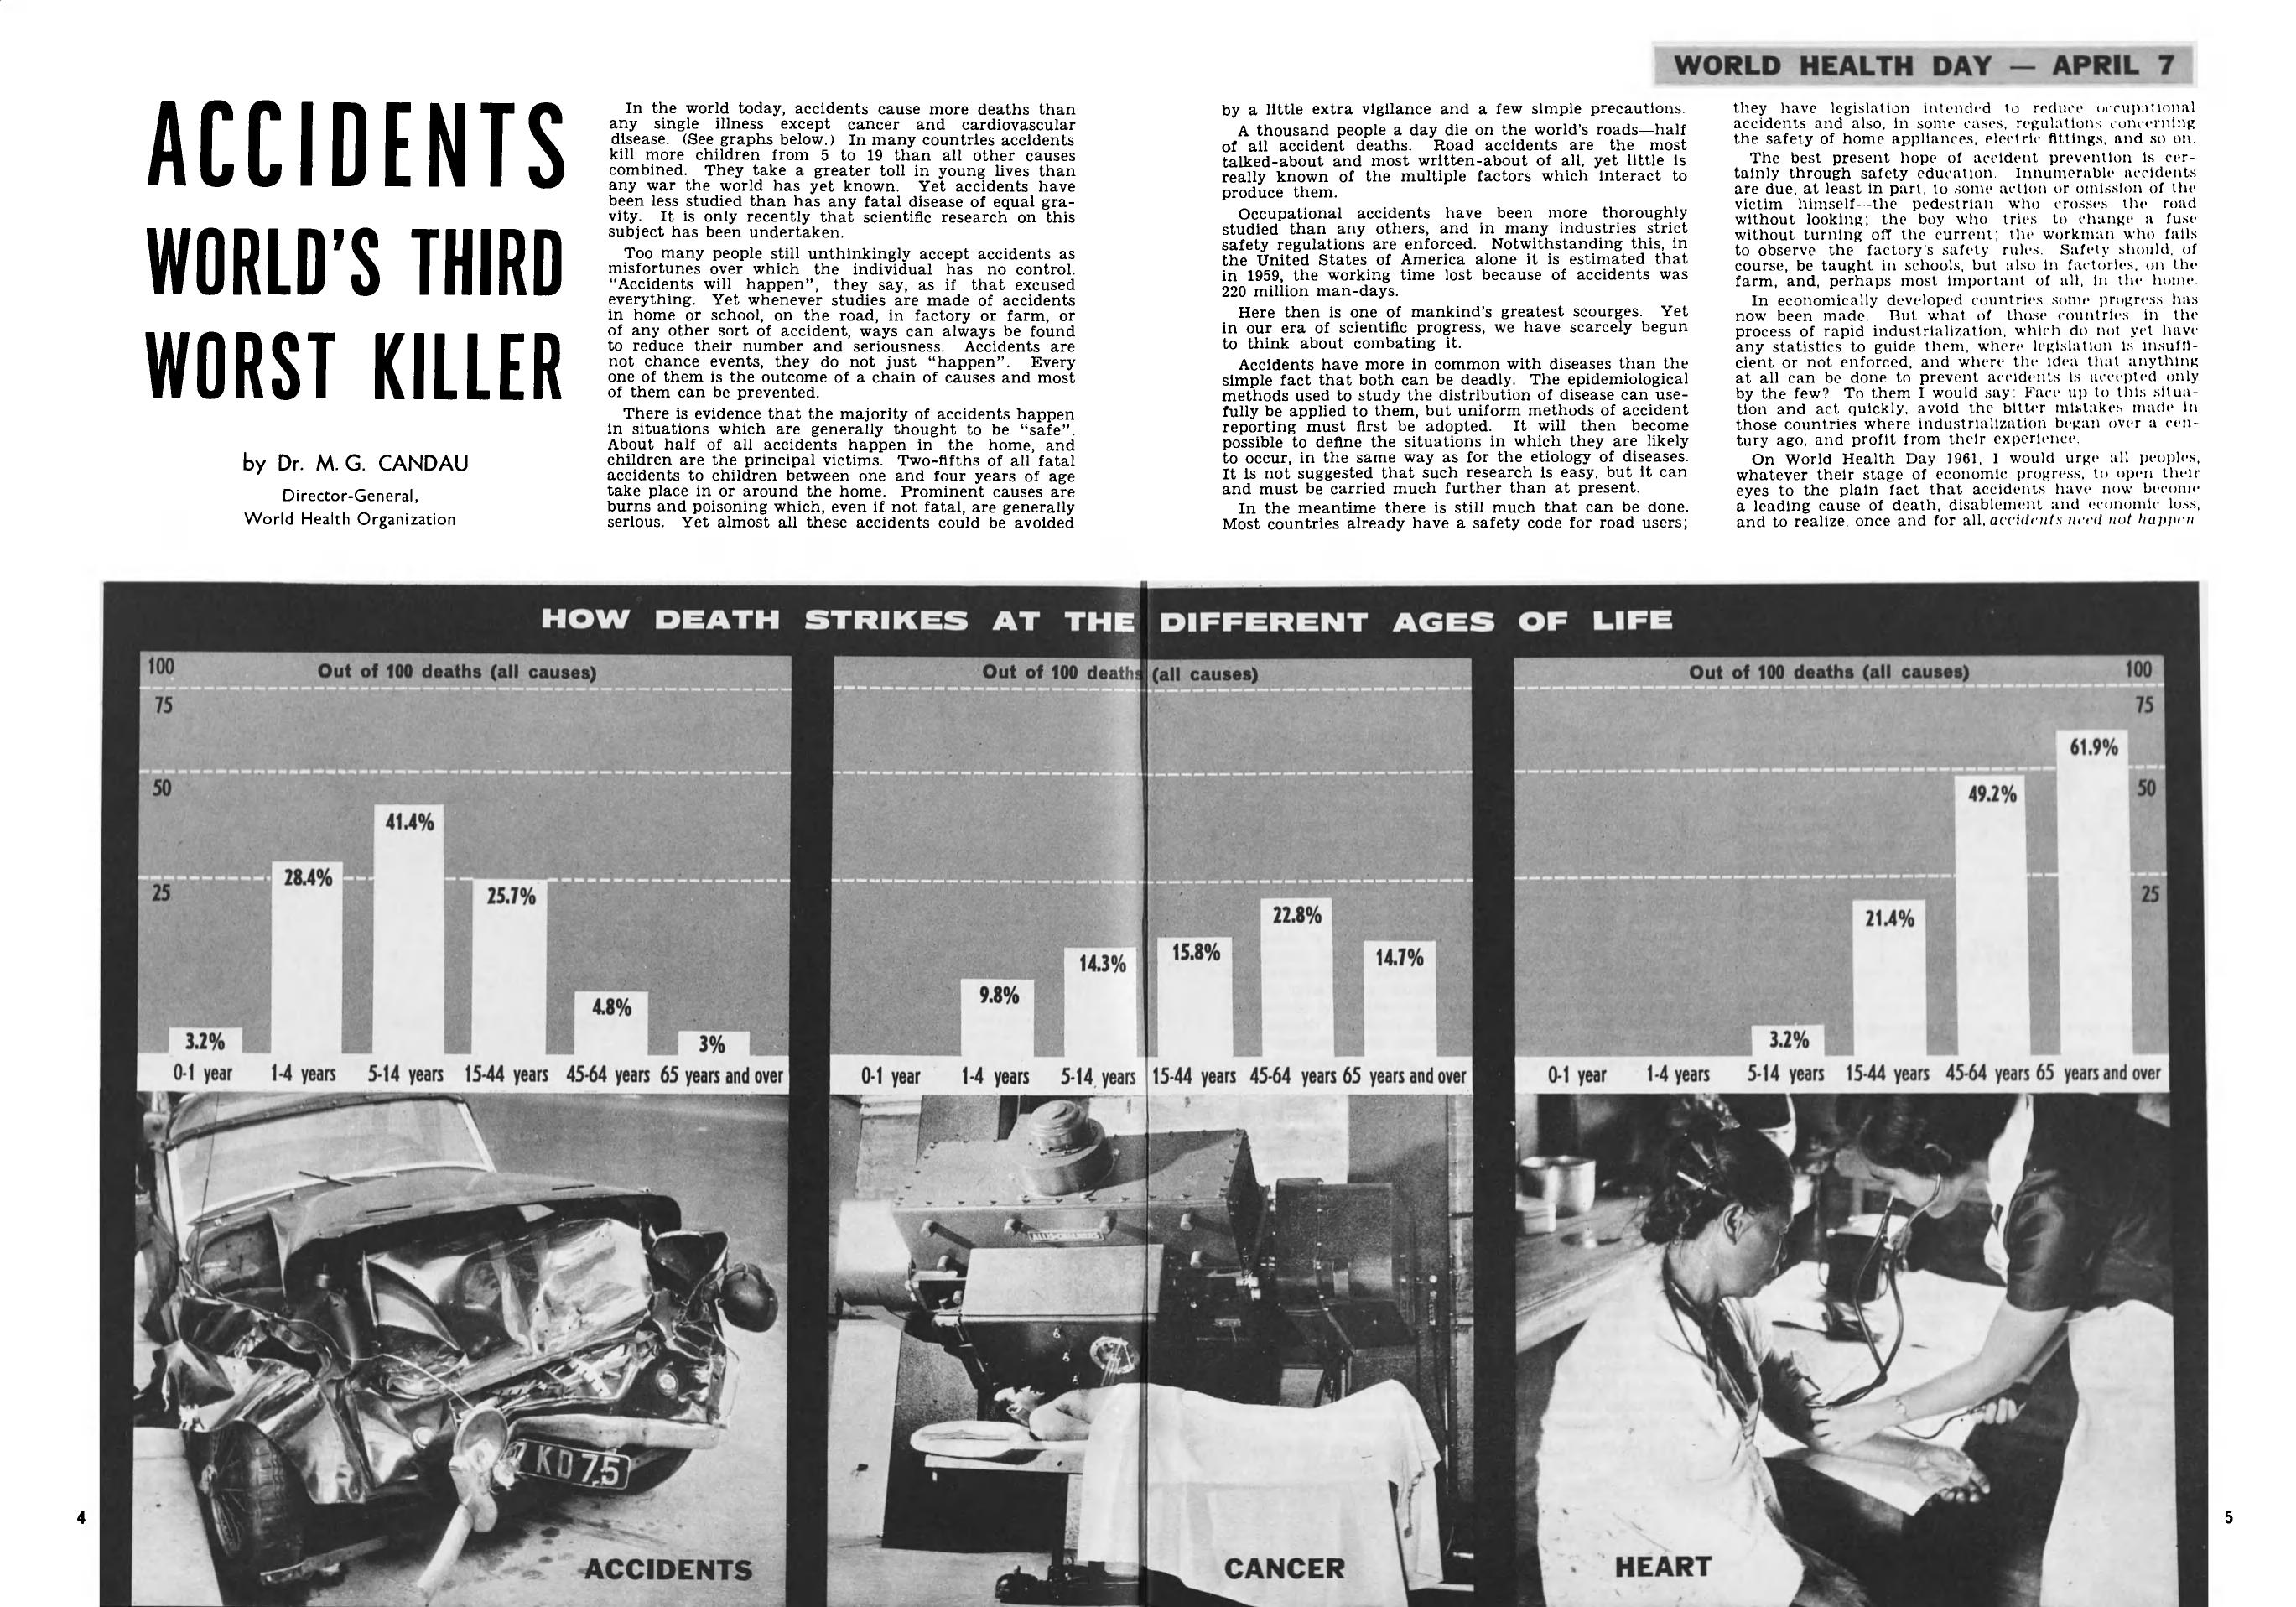 WORLD HEALTH DAY — APRIL 7
ACCIDENTS
WORLD'S THIRD
WORST KILLER
by Dr. M. G. CANDAU
Director-General,
World Health Organization
In the world today, accidents cause more deaths than
any single illness except cancer and cardiovascular
disease. (See graphs below.) In many countries accidents
kill more children from 5 to 19 than all other causes
combined. They take a greater toll in young lives than
any war the world has yet known. Yet accidents have
been less studied than has any fatal disease of equal gra-
vity. It is only recently that scientific research on this
subject has been undertaken.
Too many people still unthinkingly accept accidents as
misfortunes over which the individual has no control.
"Accidents will happen", they say, as if that excused
everything. Yet whenever studies are made of accidents
in home or school, on the road, in factory or farm, or
of any other sort of accident, ways can always be found
to reduce their number and seriousness. Accidents are
not chance events, they do not just "happen". Every
one of them is the outcome of a chain of causes and most
of them can be prevented.
There is evidence that the majority of accidents happen
in situations which are generally thought to be "safe".
About half of all accidents happen in the home, and
children are the principal victims. Two-fifths of all fatal
accidents to children between one and four years of age
take place in or around the home. Prominent causes are
burns and poisoning which, even if not fatal, are generally
serious. Yet almost all these accidents could be avoided
by a little extra vigilance and a few simple precautions.
A thousand people a day die on the world's roads—half
of all accident deaths. Road accidents are the most
talked-about and most written-about of all, yet little is
really known of the multiple factors which interact to
produce them.
Occupational accidents have been more thoroughly
studied than any others, and in many industries strict
safety regulations are enforced. Notwithstanding this, in
the United States of America alone it is estimated that
in 1959, the working time lost because of accidents was
220 million man-days.
Here then is one of mankind's greatest scourges. Yet
in our era of scientific progress, we have scarcely begun
to think about combating it.
Accidents have more in common with diseases than the
simple fact that both can be deadly. The epidemiological
methods used to study the distribution of disease can use-
fully be applied to them, but uniform methods of accident
reporting must first be adopted. It will then become
possible to define the situations in which they are likely
to occur, in the same way as for the etiology of diseases.
It is not suggested that such research is easy, but it can
and must be carried much further than at present.
In the meantime there is still much that can be done.
Most countries already have a safety code for road users;
they have legislation intended to reduce occupational
accidents and also, in some cases, regulations concerning
the safety of home appliances, electric fittings, and so on.
The best present hope of accident prevention is cer-
tainly through safety education. Innumerable accidents
are due, at least in part, to some action or omission of the
victim himself--the pedestrian who crosses the road
without looking; the boy who tries to change a fuse
without turning off the current; the workman who fails
to observe the factory's safety rules. Safety should, of
course, be taught in schools, but also in factories, on the
farm, and, perhaps most important of all, in the home.
In economically developed countries some progress has
now been made. But what of those countries in the
process of rapid industrialization, which do not yet have
any statistics to guide them, where legislation is insuffi-
cient or not enforced, and where the idea that anything
at all can be done to prevent accidents is accepted only
by the few? To them I would say: Face up to this situa-
tion and act quickly, avoid the bitter mistakes made in
those countries where industrialization began over a cen-
tury ago, and profit from their experience.
On World Health Day 1961, I would urge all peoples,
whatever their stage of economic progress, to open their
eyes to the plain fact that accidents have now become
a leading cause of death, disablement and economic loss,
and to realize, once and for all, accidents need not happen
HOW DEATH STRIKES AT THE DIFFERENT AGES OF LIFE
Out of 100 deaths (all causes)
100
75
50
25
3.2%
28.4%
41.4%
25.7%
4.8%
3%
0-1 year 1-4 years 5-14 years 15-44 years 45-64 years 65 years and over
7 KD 75
ACCIDENTS
Out of 100 deaths (all causes)
9.8%
14.3%
15.8%
22.8%
14.7%
0-1 year 1-4 years 5-14 years 15-44 years 45-64 years 65 years and over
CANCER
Out of 100 deaths (all causes)
100
75
50
25
3.2%
21.4%
49.2%
61.9%
0-1 year 1-4 years 5-14 years 15-44 years 45-64 years 65 years and over
HEART
4
5